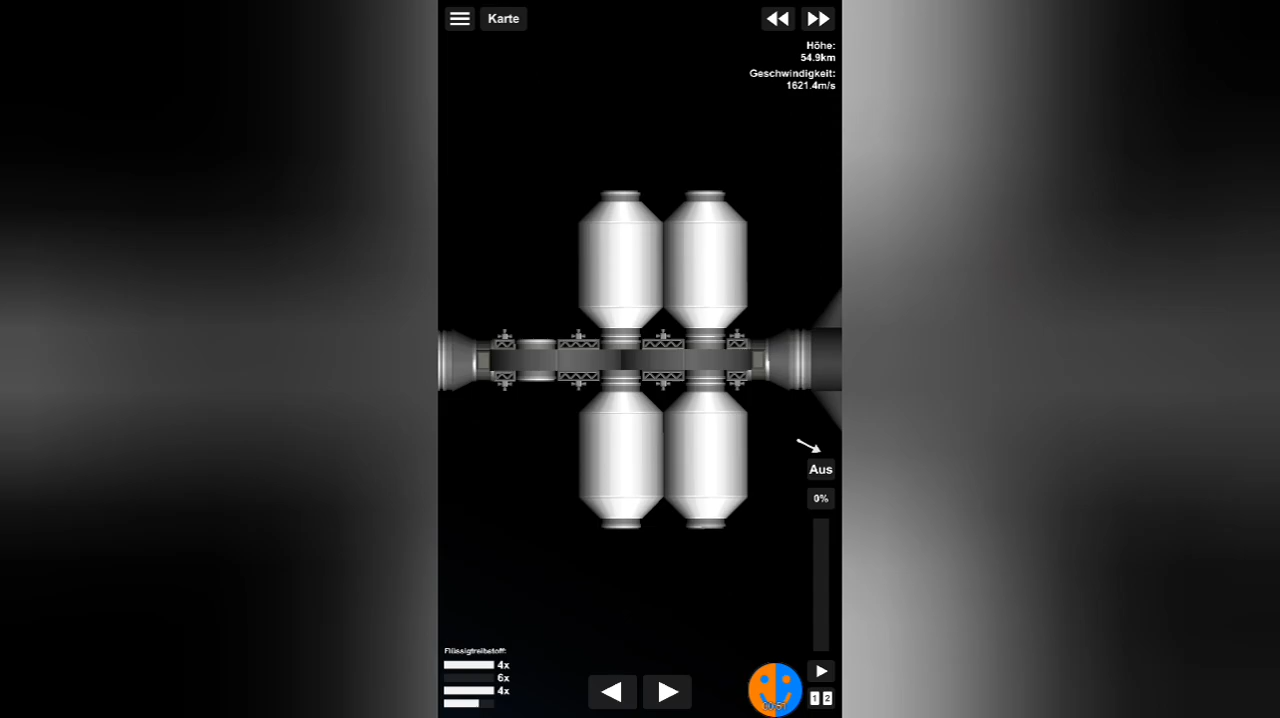 Karte
Höhe:
54.9km
Geschwindigkeit:
1621.4m/s
Aus
0%
Flüssigtreibstoff:
4x
6x
4x
1 2